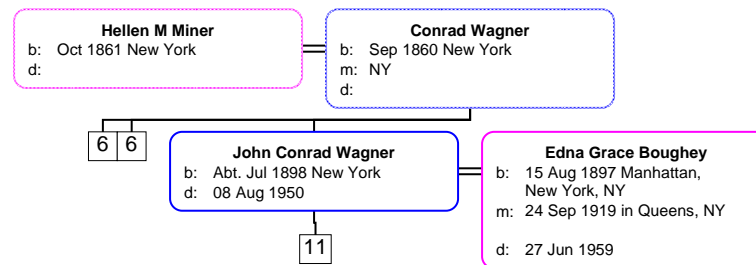 Hellen M Miner
b: Oct 1861 New York
d:
Conrad Wagner
b: Sep 1860 New York
m: NY
d:
6 6
John Conrad Wagner
b: Abt. Jul 1898 New York
d: 08 Aug 1950
Edna Grace Boughey
b: 15 Aug 1897 Manhattan,
New York, NY
m: 24 Sep 1919 in Queens, NY
d: 27 Jun 1959
11